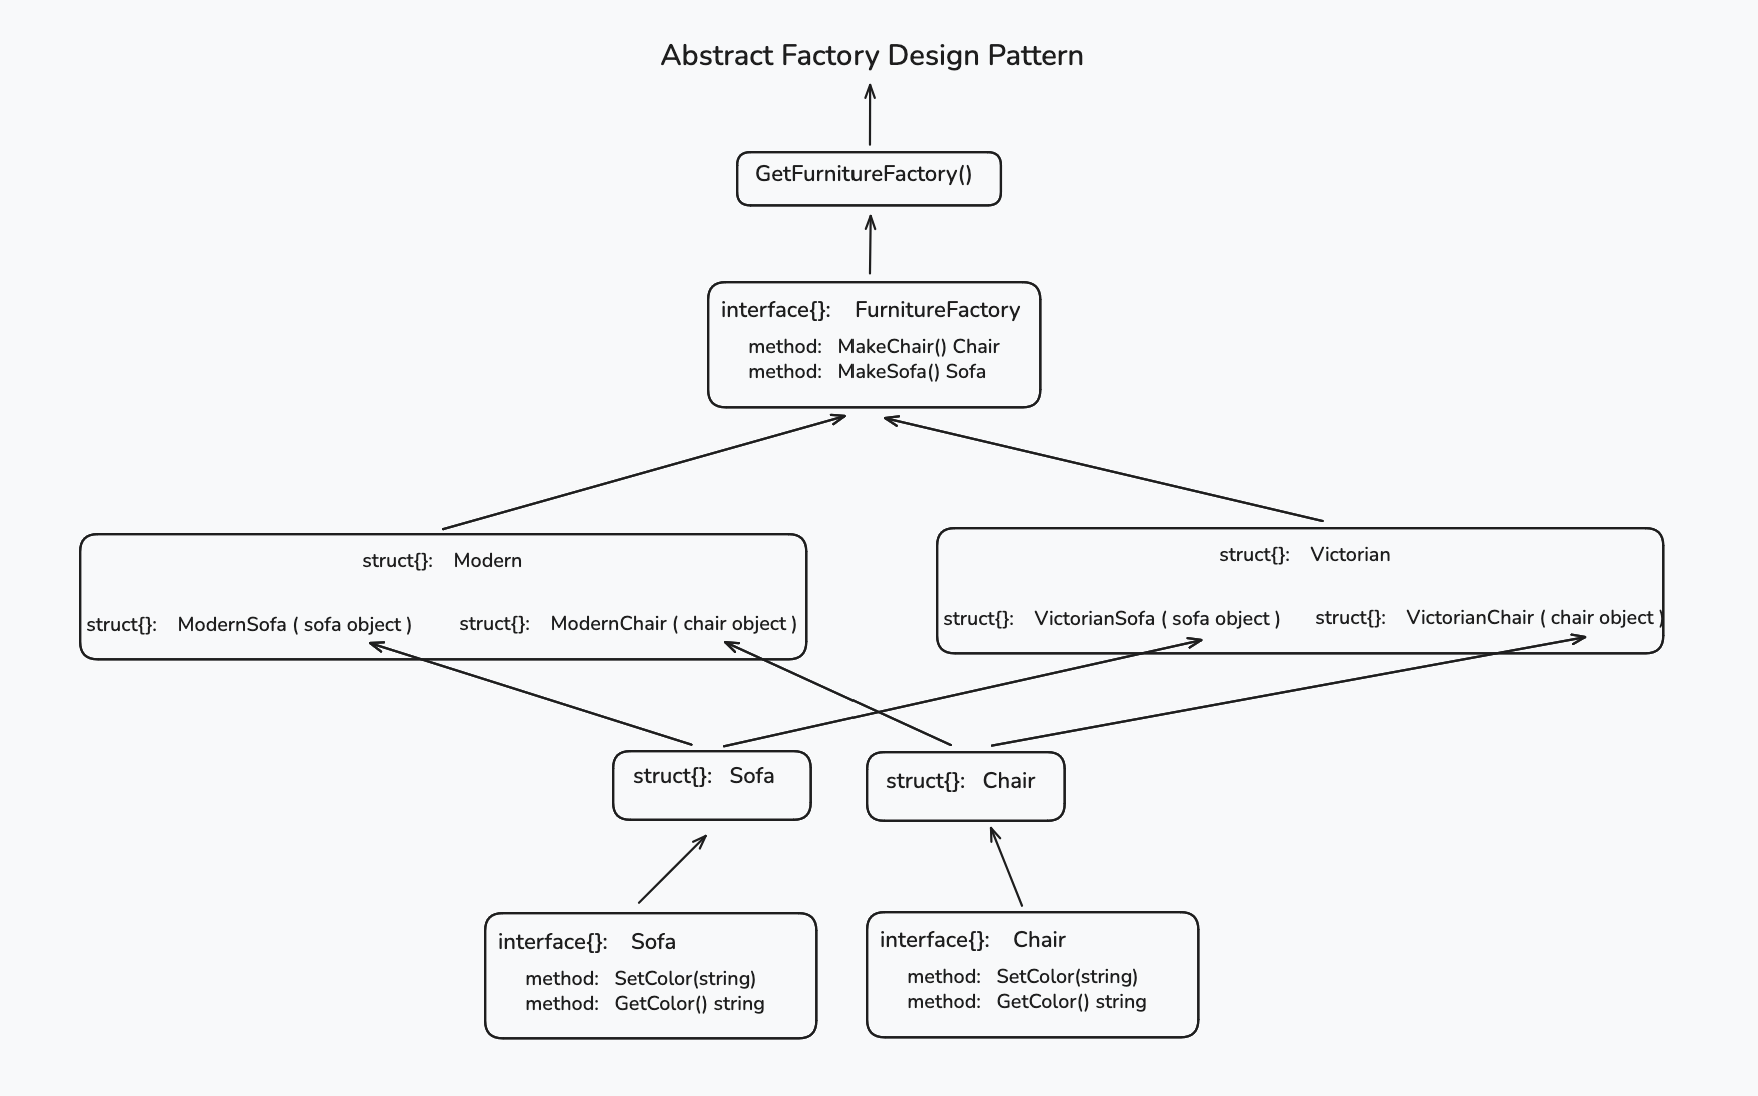 Abstract Factory Design Pattern
GetFurnitureFactory()
interface{}: FurnitureFactory
method: MakeChair() Chair
method: MakeSofa() Sofa
struct{}: Modern
struct{}: ModernSofa ( sofa object ) struct{}: ModernChair ( chair object )
struct{}: Victorian
struct{}: VictorianSofa ( sofa object ) struct{}: VictorianChair ( chair object )
struct{}: Sofa
struct{}: Chair
interface{}: Sofa
method: SetColor(string)
method: GetColor() string
interface{}: Chair
method: SetColor(string)
method: GetColor() string